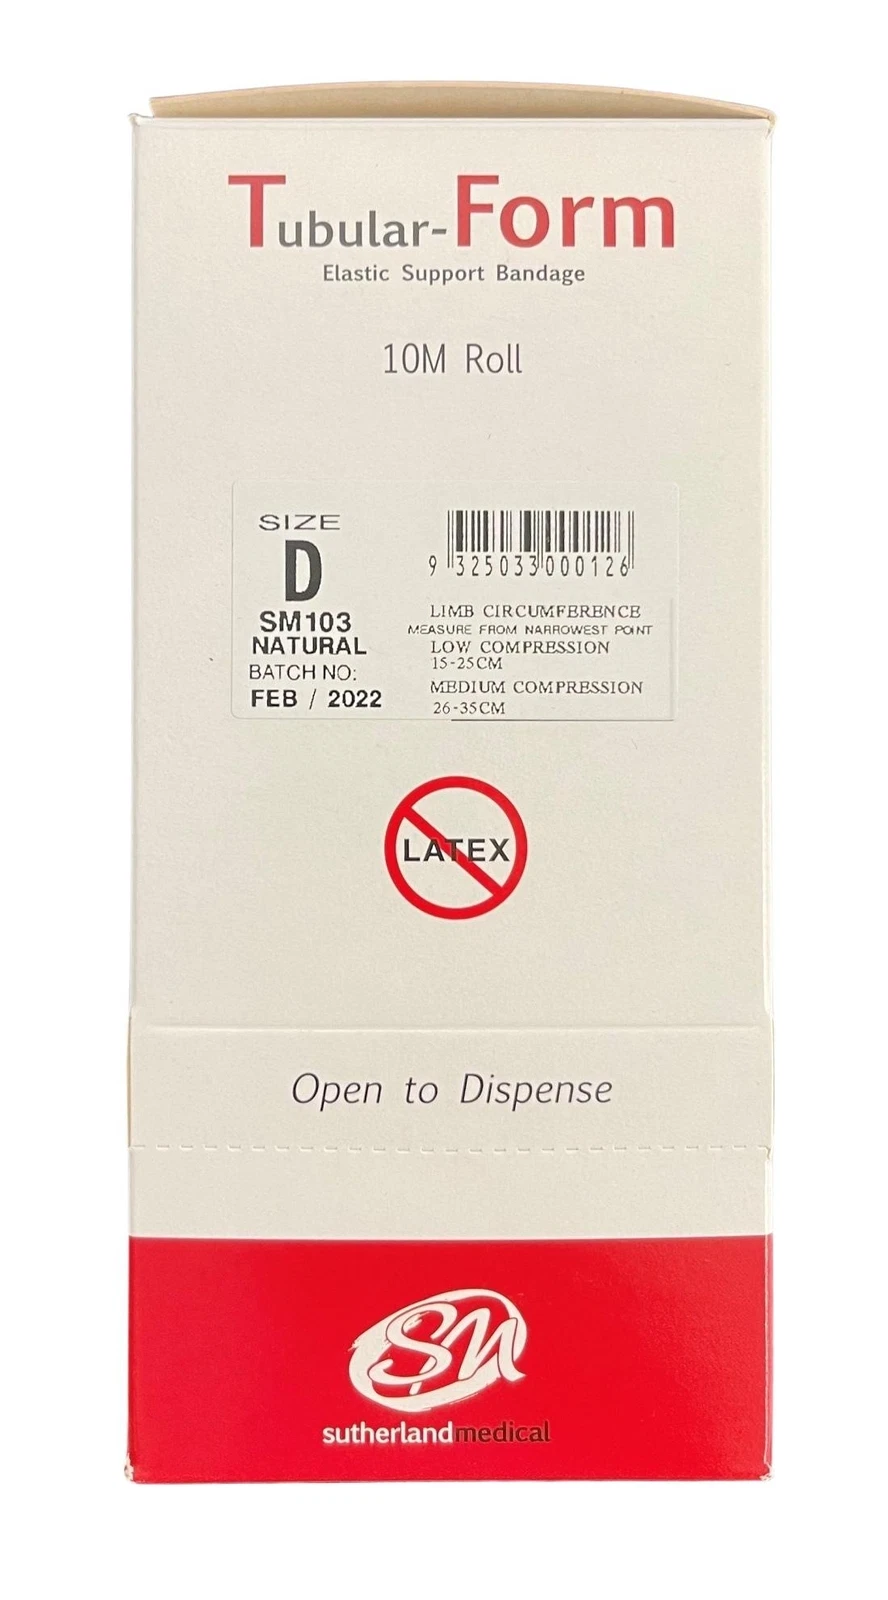 Tubular-Form
Elastic Support Bandage
10M Roll
SIZE
D
SM103
NATURAL
BATCH NO:
FEB / 2022
9 325033 000126
LIMB CIRCUMFERENCE
MEASURE FROM NARROWEST POINT
LOW COMPRESSION
15-25CM
MEDIUM COMPRESSION
26-35CM
LATEX
Open to Dispense
SM
sutherlandmedical